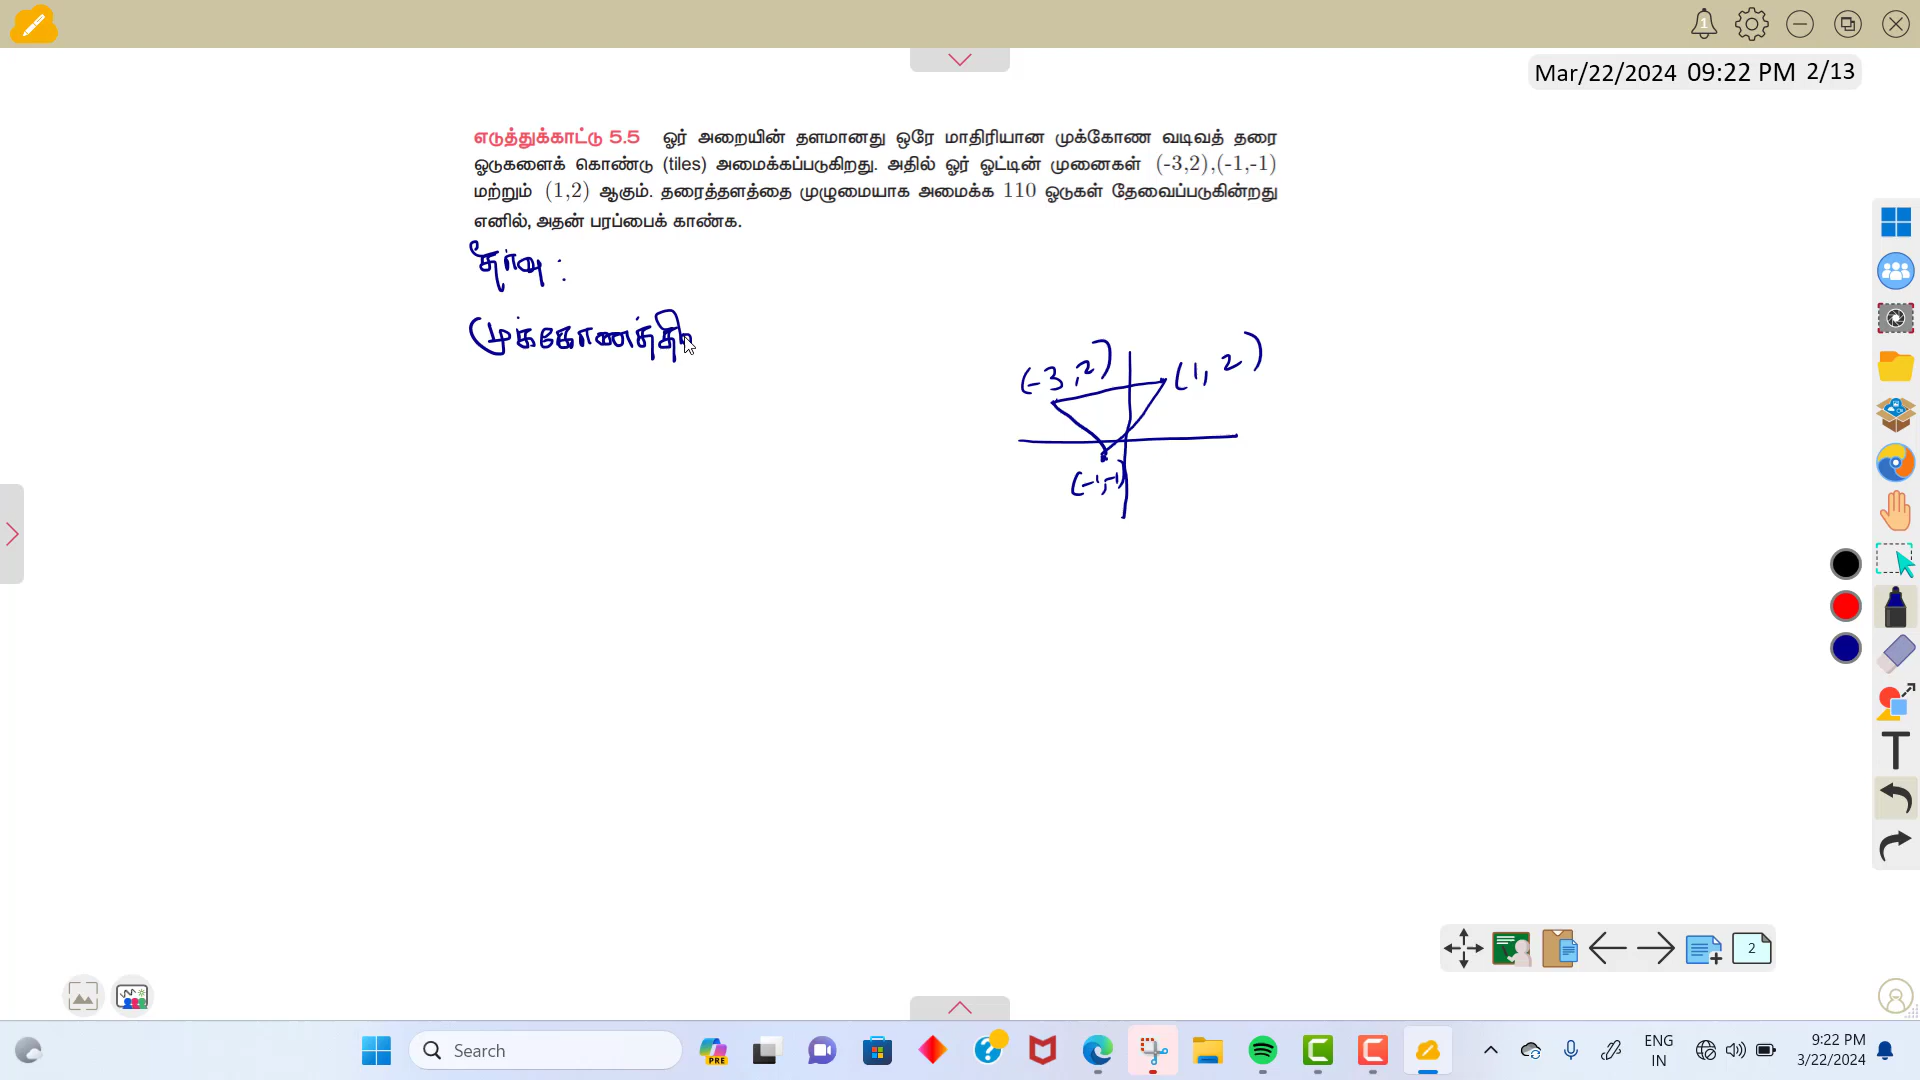 Mar/22/2024 09:22 PM 2/13
எடுத்துக்காட்டு 5.5 ஓர் அறையின் தளமானது ஒரே மாதிரியான முக்கோண வடிவத் தரை
ஓடுகளைக் கொண்டு (tiles) அமைக்கப்படுகிறது. அதில் ஓர் ஓட்டின் முனைகள் (-3,2),(-1,-1)
மற்றும் (1,2) ஆகும். தரைத்தளத்தை முழுமையாக அமைக்க 110 ஓடுகள் தேவைப்படுகின்றது
எனில், அதன் பரப்பைக் காண்க.
தீர்வு :
முக்கோணத்தி
(-3,2) (1, 2)
(-1,-1)
T
2
Search
PRE
ENG
IN
9:22 PM
3/22/2024